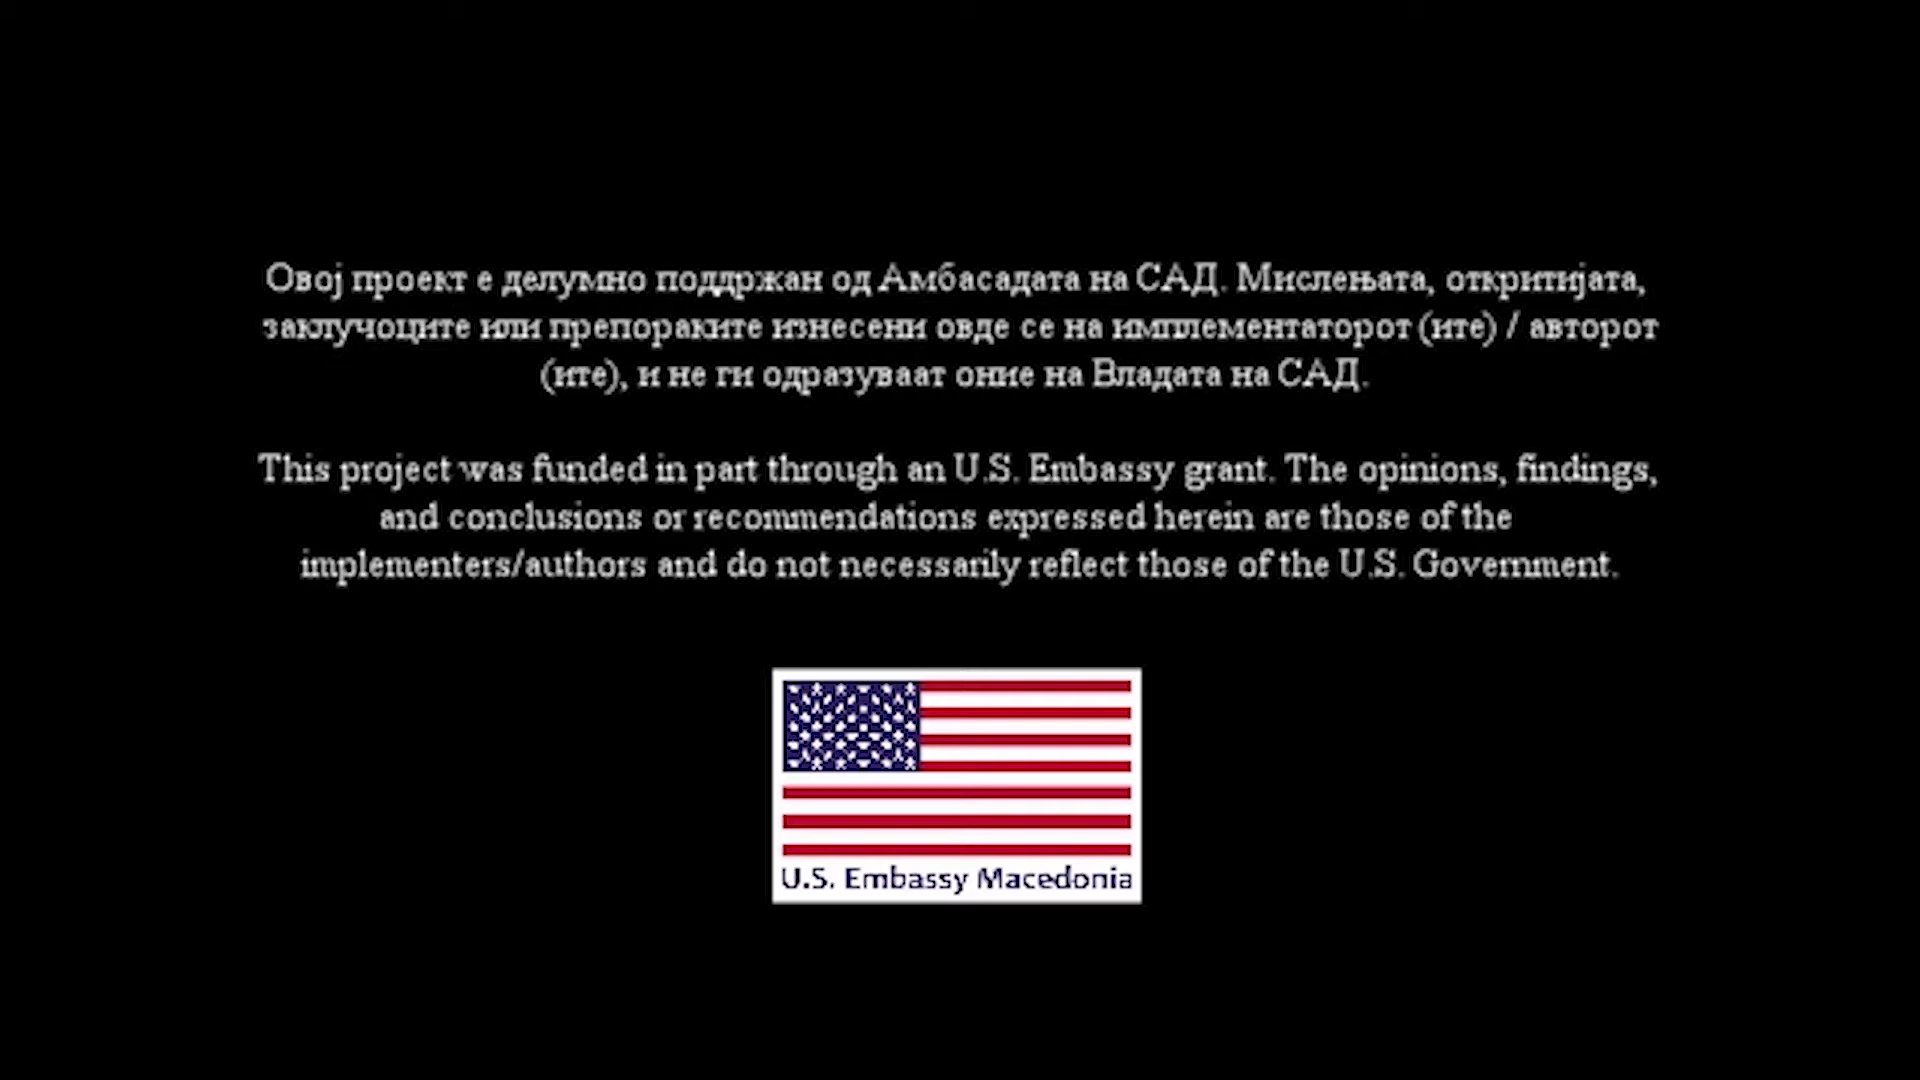 Овој проект е делумно поддржан од Амбасадата на САД. Мислењата, откритијата,
заклучоците или препораките изнесени овде се на имплементаторот (ите) / авторот
(ите), и не ги одразуваат оние на Владата на САД.
This project was funded in part through an U.S. Embassy grant. The opinions, findings,
and conclusions or recommendations expressed herein are those of the
implementers/authors and do not necessarily reflect those of the U.S. Government.
U.S. Embassy Macedonia